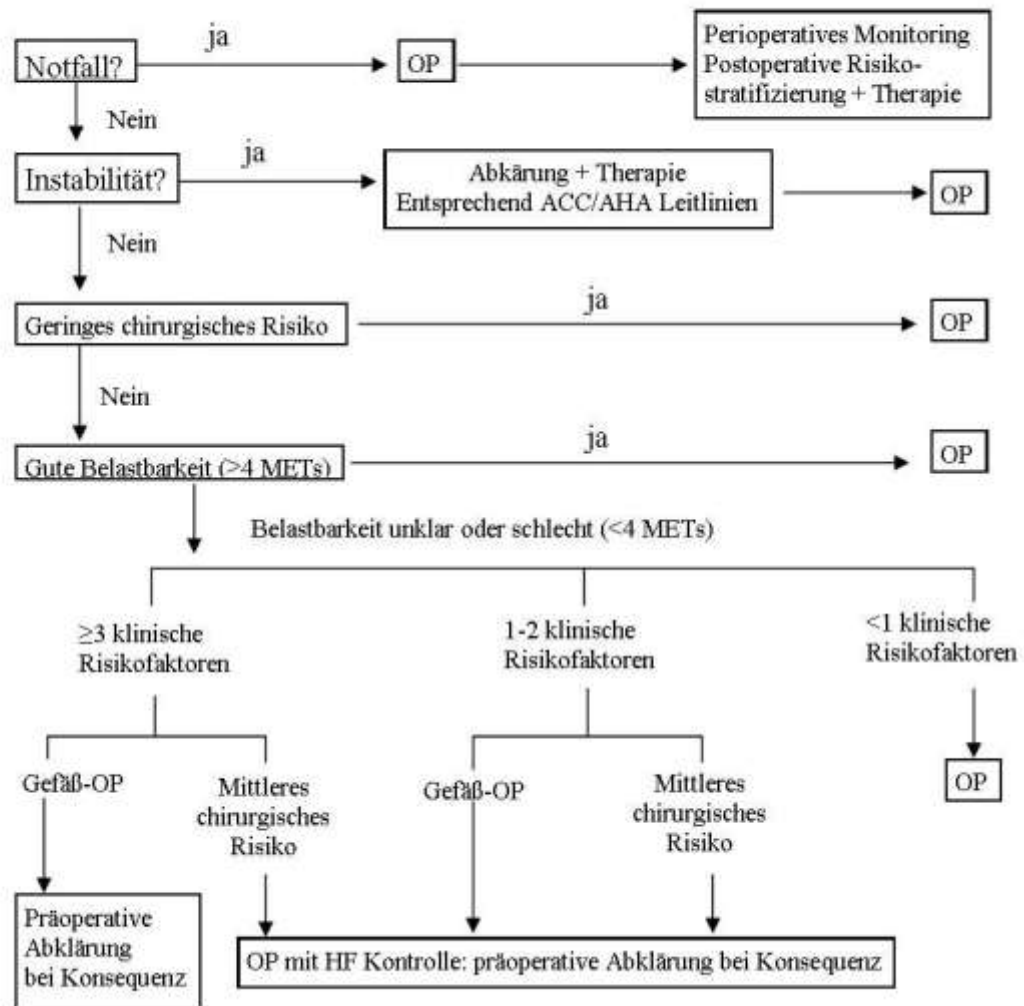 ja
Notfall?
OP
Perioperatives Monitoring
Postoperative Risiko-
stratifizierung + Therapie
Nein
ja
Instabilität?
Abkärung + Therapie
Entsprechend ACC/AHA Leitlinien
OP
Nein
Geringes chirurgisches Risiko
ja
OP
Nein
Gute Belastbarkeit (>4 METs)
ja
OP
Belastbarkeit unklar oder schlecht (<4 METs)
≥3 klinische
Risikofaktoren
1-2 klinische
Risikofaktoren
<1 klinische
Risikofaktoren
Gefäß-OP
Mittleres
chirurgisches
Risiko
Gefäß-OP
Mittleres
chirurgisches
Risiko
OP
Präoperative
Abklärung
bei Konsequenz
OP mit HF Kontrolle: präoperative Abklärung bei Konsequenz